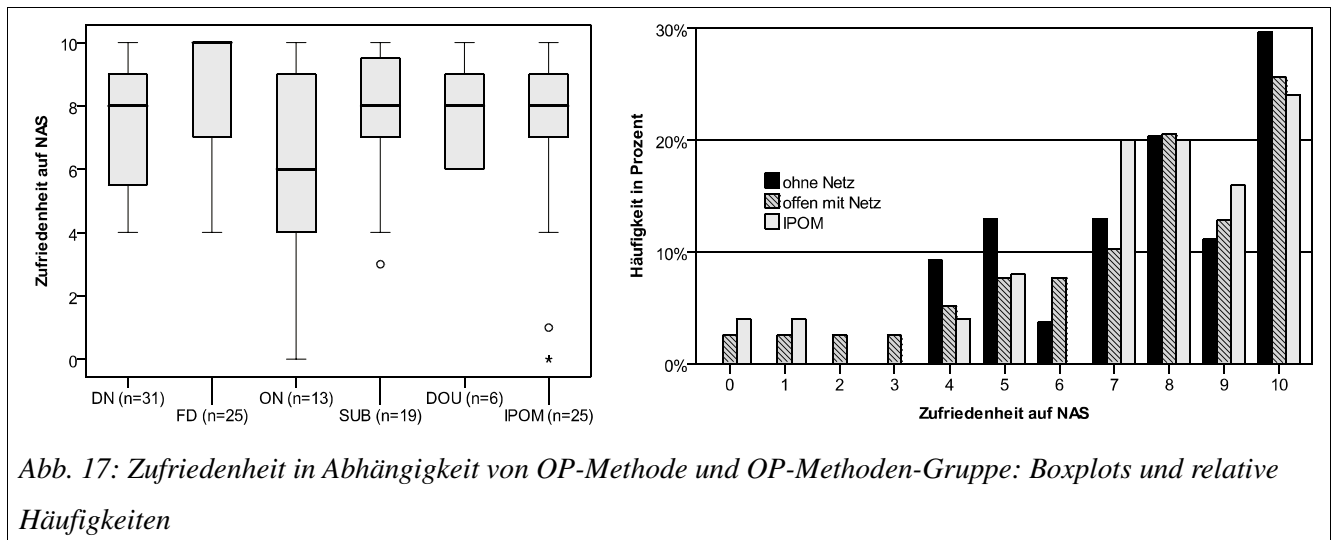 Zufriedenheit auf NAS
10
8
6
4
2
0
DN (n=31)
FD (n=25)
ON (n=13)
SUB (n=19)
DOU (n=6)
IPOM (n=25)
Häufigkeit in Prozent
30%
20%
10%
0%
ohne Netz
offen mit Netz
IPOM
0 1 2 3 4 5 6 7 8 9 10
Zufriedenheit auf NAS
Abb. 17: Zufriedenheit in Abhängigkeit von OP-Methode und OP-Methoden-Gruppe: Boxplots und relative
Häufigkeiten